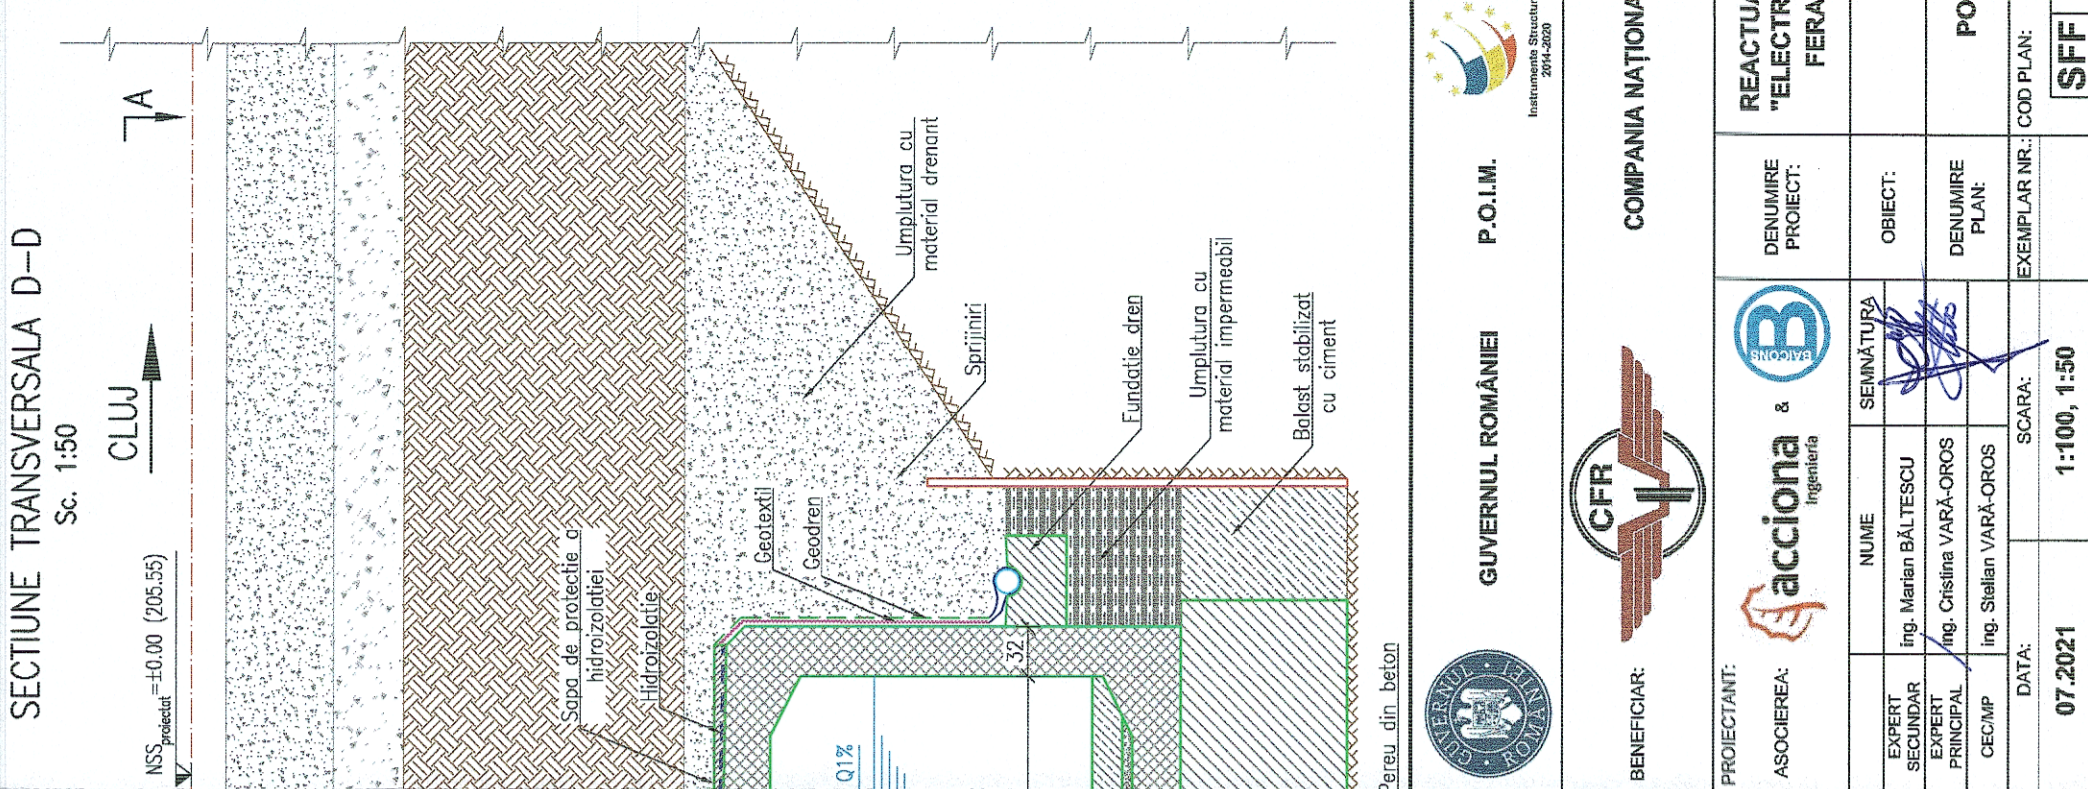 SECTIUNE TRANSVERSALA D-D
Sc. 1:50
CLUJ
A
NSSproiectat=±0.00 (205.55)
Umplutura cu
material drenant
Sprijiniri
Sapa de protectie a
hidroizolatiei
Hidroizolatie
Geotextil
Geodren
Fundatie dren
Umplutura cu
material impermeabil
Balast stabilizat
cu ciment
32
Q1%
Pereu din beton
GUVERNUL ROMÂNIEI
GUVERNUL ROMÂNIEI
P.O.I.M.
Instrumente Structur
2014-2020
BENEFICIAR:
CFR
COMPANIA NAȚIONA
PROIECTANT:
ASOCIEREA:
acciona
Ingeniería
&
B
BAICONS
DENUMIRE
PROIECT:
REACTUA
"ELECTR
FERA
EXPERT
SECUNDAR
EXPERT
PRINCIPAL
CEC/MP
NUME
SEMNĂTURA
ing. Marian BĂLTESCU
ing. Cristina VARĂ-OROS
ing. Stelian VARĂ-OROS
OBIECT:
DENUMIRE
PLAN:
PO
DATA:
07.2021
SCARA:
1:100, 1:50
EXEMPLAR NR.:
COD PLAN:
SFF